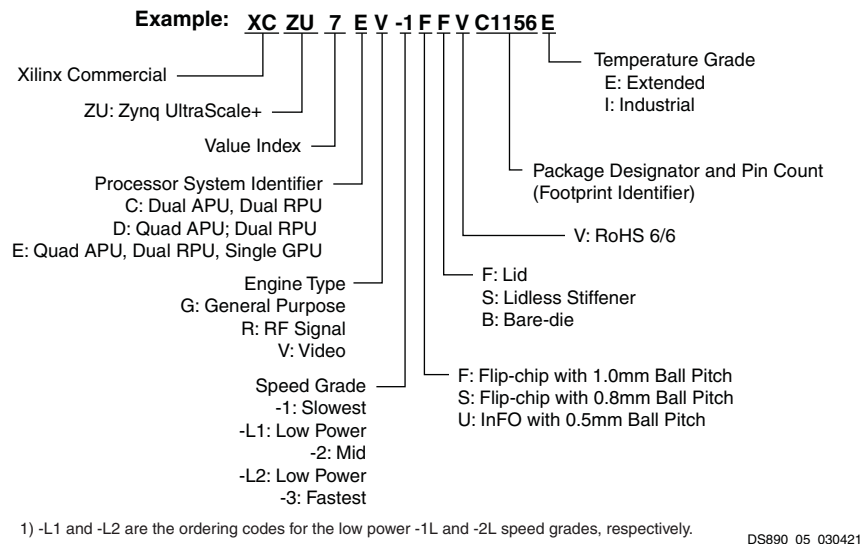 Example: XC ZU 7 E V -1 F F V C1156 E
Xilinx Commercial
ZU: Zynq UltraScale+
Value Index
Processor System Identifier
C: Dual APU, Dual RPU
D: Quad APU; Dual RPU
E: Quad APU, Dual RPU, Single GPU
Engine Type
G: General Purpose
R: RF Signal
V: Video
Speed Grade
-1: Slowest
-L1: Low Power
-2: Mid
-L2: Low Power
-3: Fastest
Temperature Grade
E: Extended
I: Industrial
Package Designator and Pin Count
(Footprint Identifier)
V: RoHS 6/6
F: Lid
S: Lidless Stiffener
B: Bare-die
F: Flip-chip with 1.0mm Ball Pitch
S: Flip-chip with 0.8mm Ball Pitch
U: InFO with 0.5mm Ball Pitch
1) -L1 and -L2 are the ordering codes for the low power -1L and -2L speed grades, respectively.
DS890_05_030421